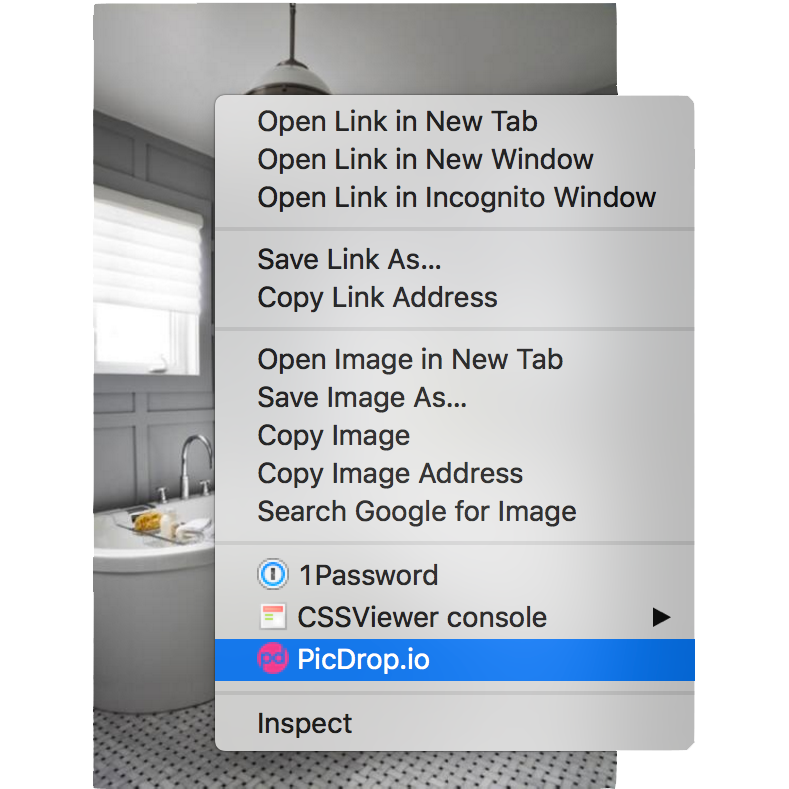 Open Link in New Tab
Open Link in New Window
Open Link in Incognito Window
Save Link As...
Copy Link Address
Open Image in New Tab
Save Image As...
Copy Image
Copy Image Address
Search Google for Image
1Password
CSSViewer console
pd PicDrop.io
Inspect